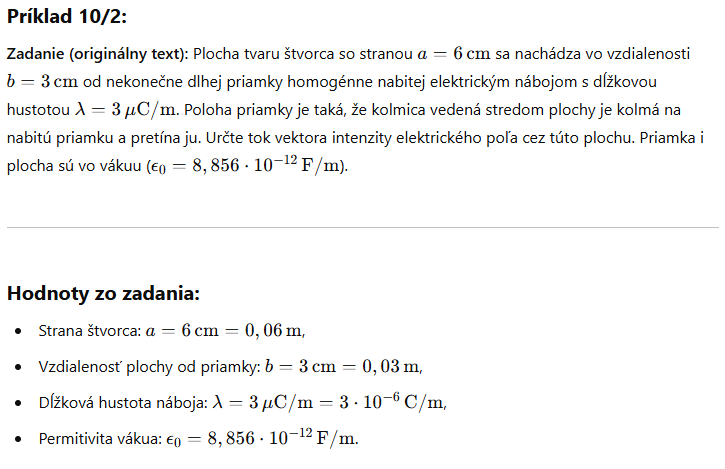 Príklad 10/2:
Zadanie (originálny text): Plocha tvaru štvorca so stranou a = 6 cm sa nachádza vo vzdialenosti
b = 3 cm od nekonečne dlhej priamky homogénne nabitej elektrickým nábojom s dĺžkovou
hustotou λ = 3 μC/m. Poloha priamky je taká, že kolmica vedená stredom plochy je kolmá na
nabitú priamku a pretína ju. Určte tok vektora intenzity elektrického poľa cez túto plochu. Priamka i
plocha sú vo vákuu (ϵ₀ = 8,856 · 10⁻¹² F/m).
Hodnoty zo zadania:
• Strana štvorca: a = 6 cm = 0,06 m,
• Vzdialenosť plochy od priamky: b = 3 cm = 0,03 m,
• Dĺžková hustota náboja: λ = 3 μC/m = 3 · 10⁻⁶ C/m,
• Permitivita vákua: ϵ₀ = 8,856 · 10⁻¹² F/m.